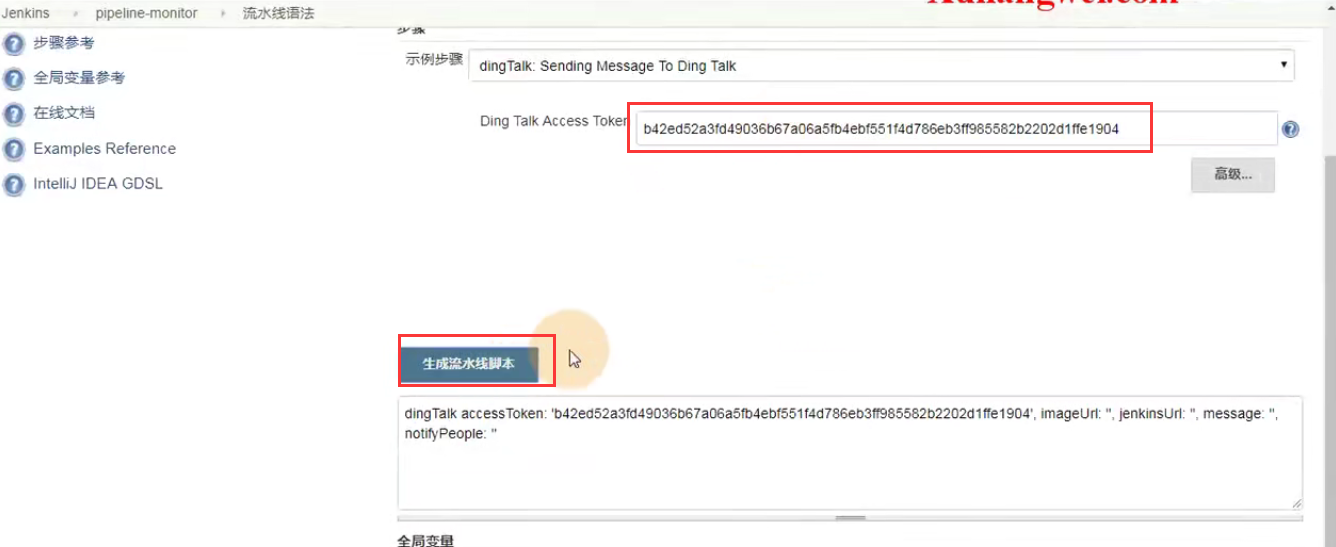 Jenkins pipeline-monitor 流水线语法
步骤参考
全局变量参考
在线文档
Examples Reference
IntelliJ IDEA GDSL
步骤
示例步骤 dingTalk: Sending Message To Ding Talk
Ding Talk Access Token b42ed52a3fd49036b67a06a5fb4ebf551f4d786eb3ff985582b2202d1ffe1904
高级...
生成流水线脚本
dingTalk accessToken: 'b42ed52a3fd49036b67a06a5fb4ebf551f4d786eb3ff985582b2202d1ffe1904', imageUrl: '', jenkinsUrl: '', message: '',
notifyPeople: ''
全局变量